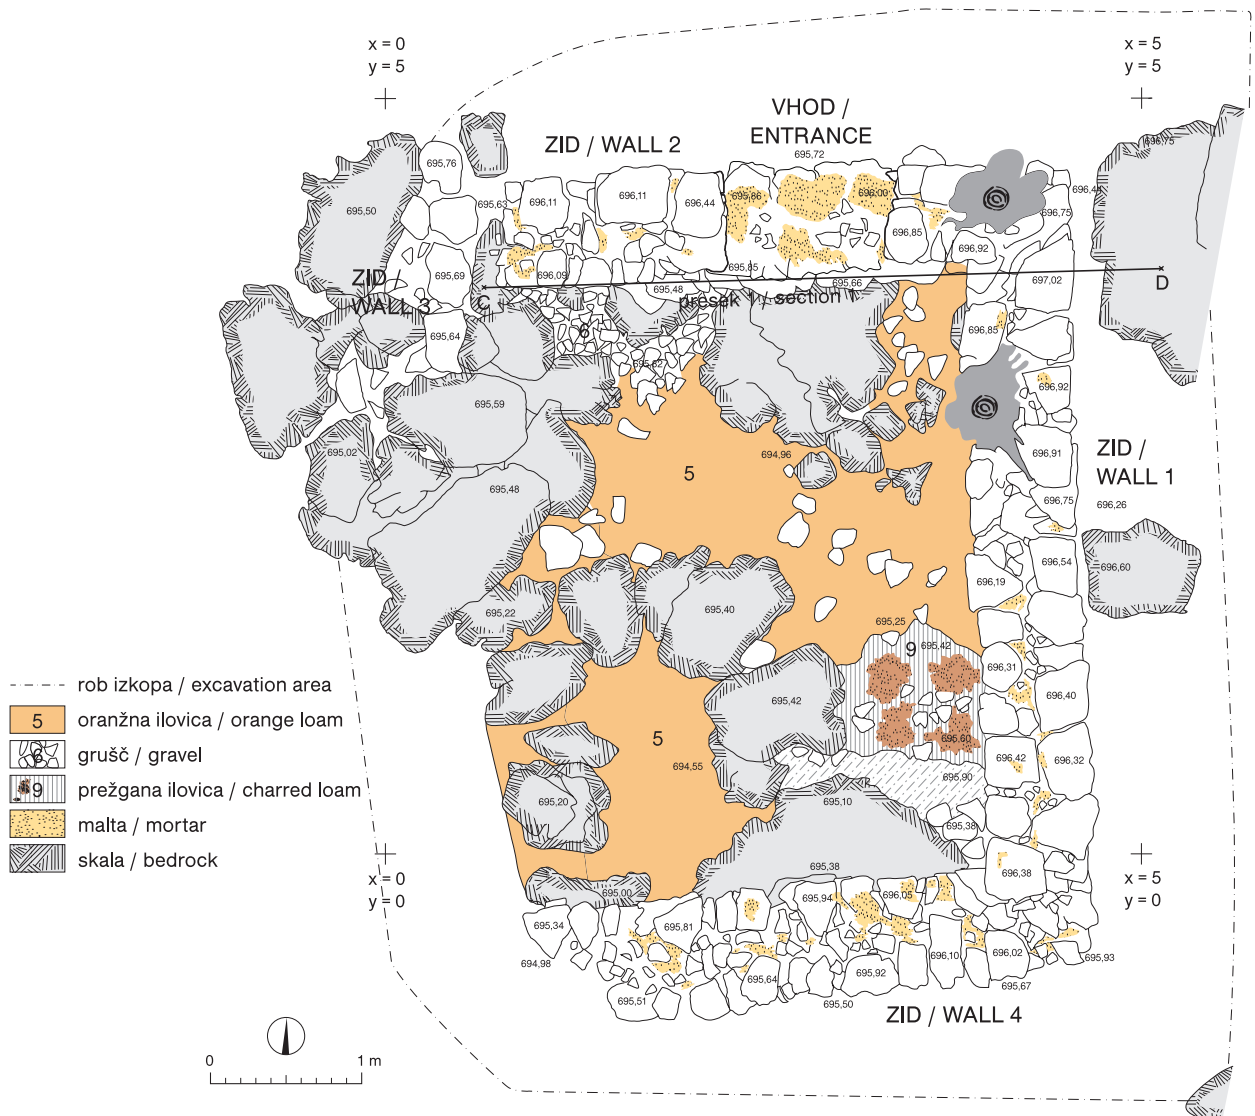 x = 0
y = 5
x = 5
y = 5
VHOD /
ENTRANCE
ZID / WALL 2
695,72
695,76
696,75
695,50
695,63
696,11
696,11
696,44
695,86
696,00
696,85
696,75
696,44
696,92
ZID /
WALL 3
695,69
696,09
695,85
695,66
697,02
C
D
695,48
presek 1 / section 1
695,64
6
696,85
695,62
696,92
695,59
695,02
5
694,96
696,91
ZID /
WALL 1
695,48
696,75
696,26
696,54
696,60
695,22
695,40
696,19
695,25
9
695,42
696,31
696,40
695,42
5
694,55
695,60
696,42
696,32
695,90
695,20
695,10
695,38
695,38
696,38
rob izkopa / excavation area
5
oranžna ilovica / orange loam
6
grušč / gravel
9
prežgana ilovica / charred loam
malta / mortar
skala / bedrock
x = 0
y = 0
x = 5
y = 0
695,00
695,94
696,05
695,34
695,81
694,98
695,64
695,92
696,10
696,02
695,93
695,51
695,50
695,67
ZID / WALL 4
0
1 m